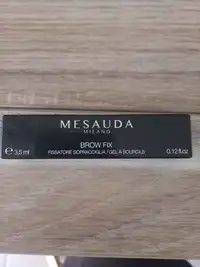 MESAUDA
MILANO
BROW FIX
FISSATORE SOPRACCIGLIA / GEL À SOURCILS
℮ 3,5 ml
0.12 fl.oz